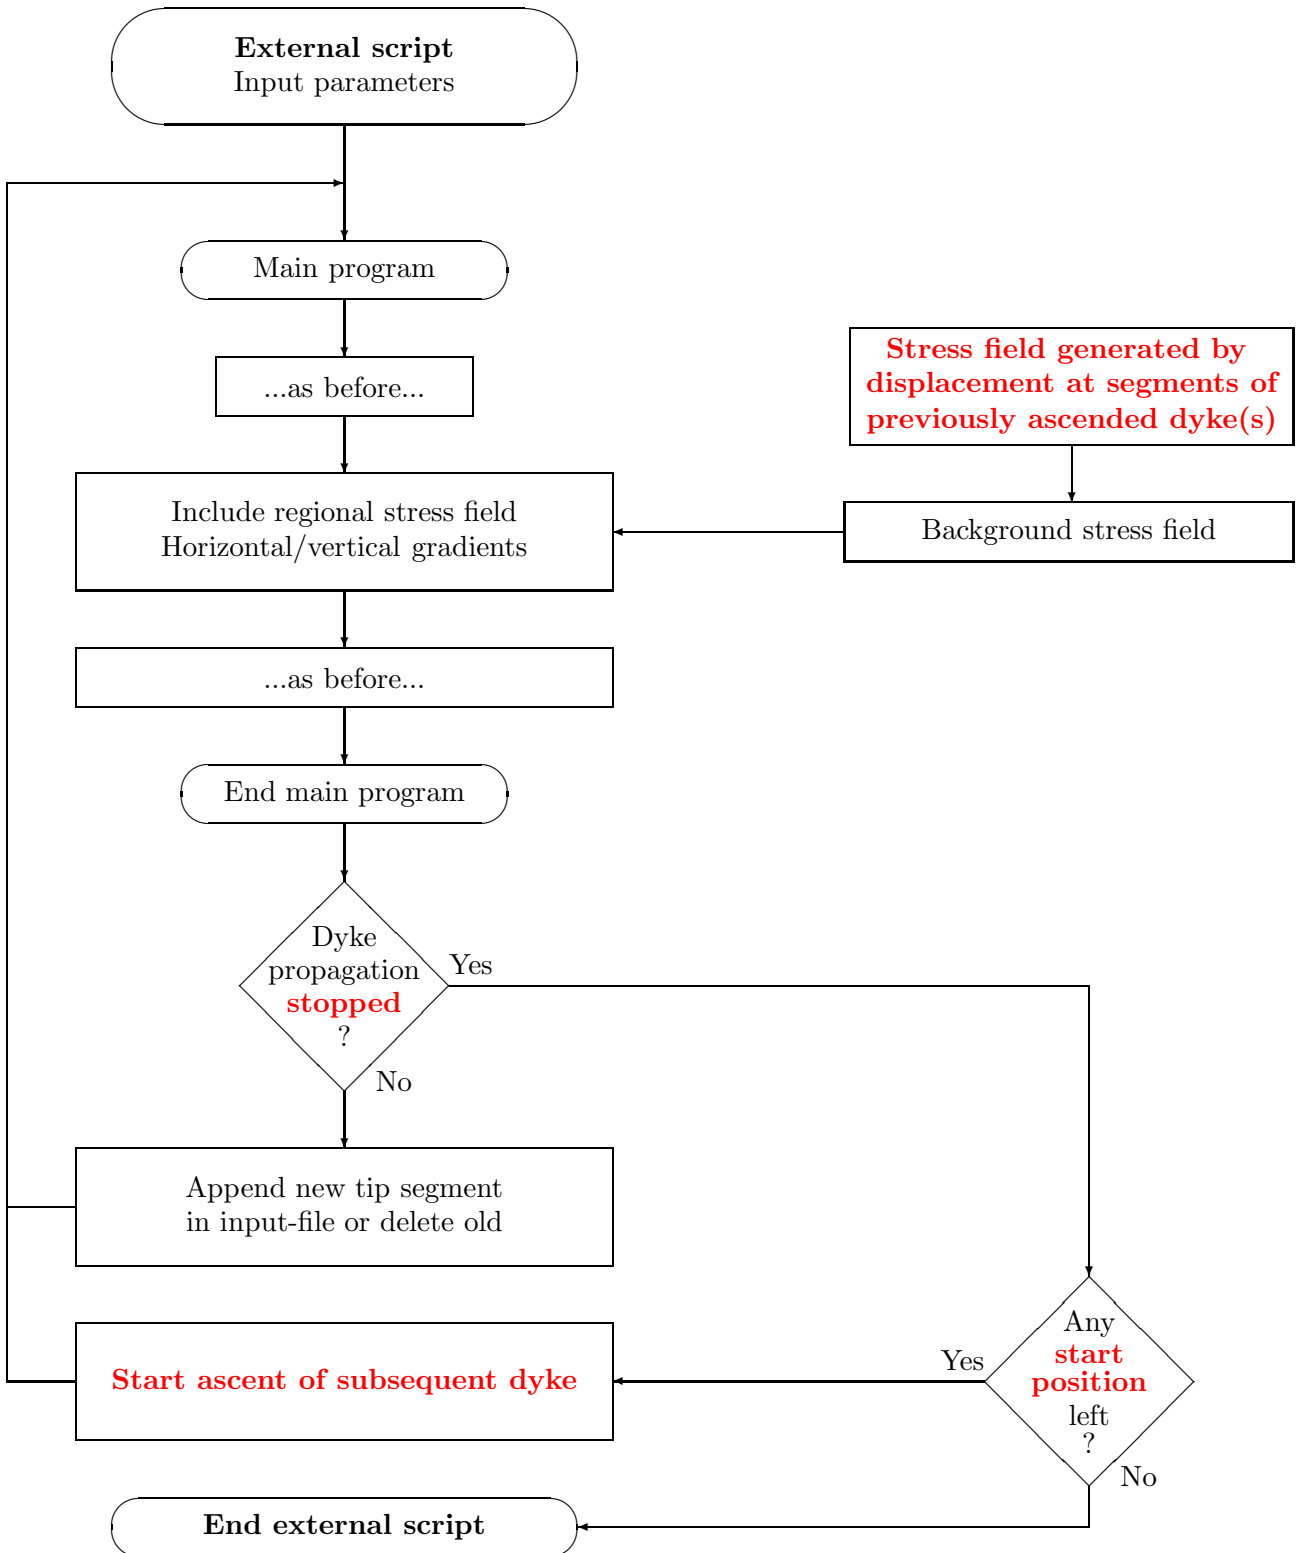 External script
Input parameters
Main program
...as before...
Stress field generated by
displacement at segments of
previously ascended dyke(s)
Include regional stress field
Horizontal/vertical gradients
Background stress field
...as before...
End main program
Dyke
propagation
stopped
?
Yes
No
Append new tip segment
in input-file or delete old
Any
start
position
left
?
Yes
Start ascent of subsequent dyke
No
End external script